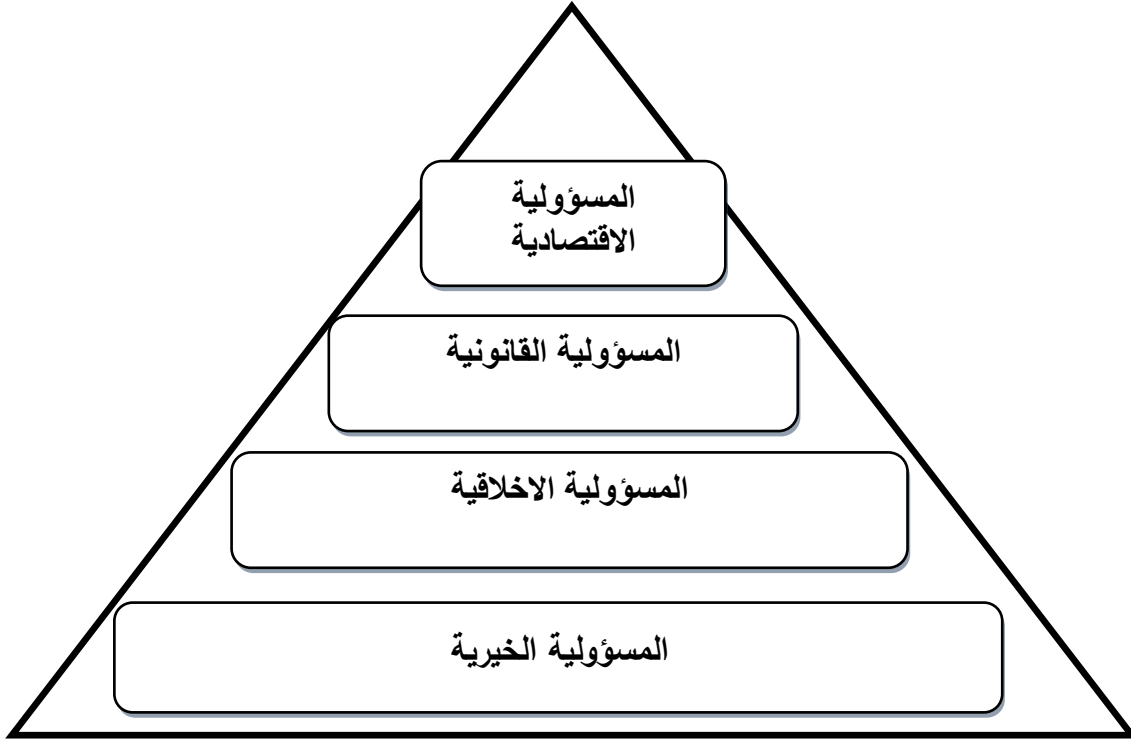 المسؤولية
الاقتصادية
المسؤولية القانونية
المسؤولية الاخلاقية
المسؤولية الخيرية